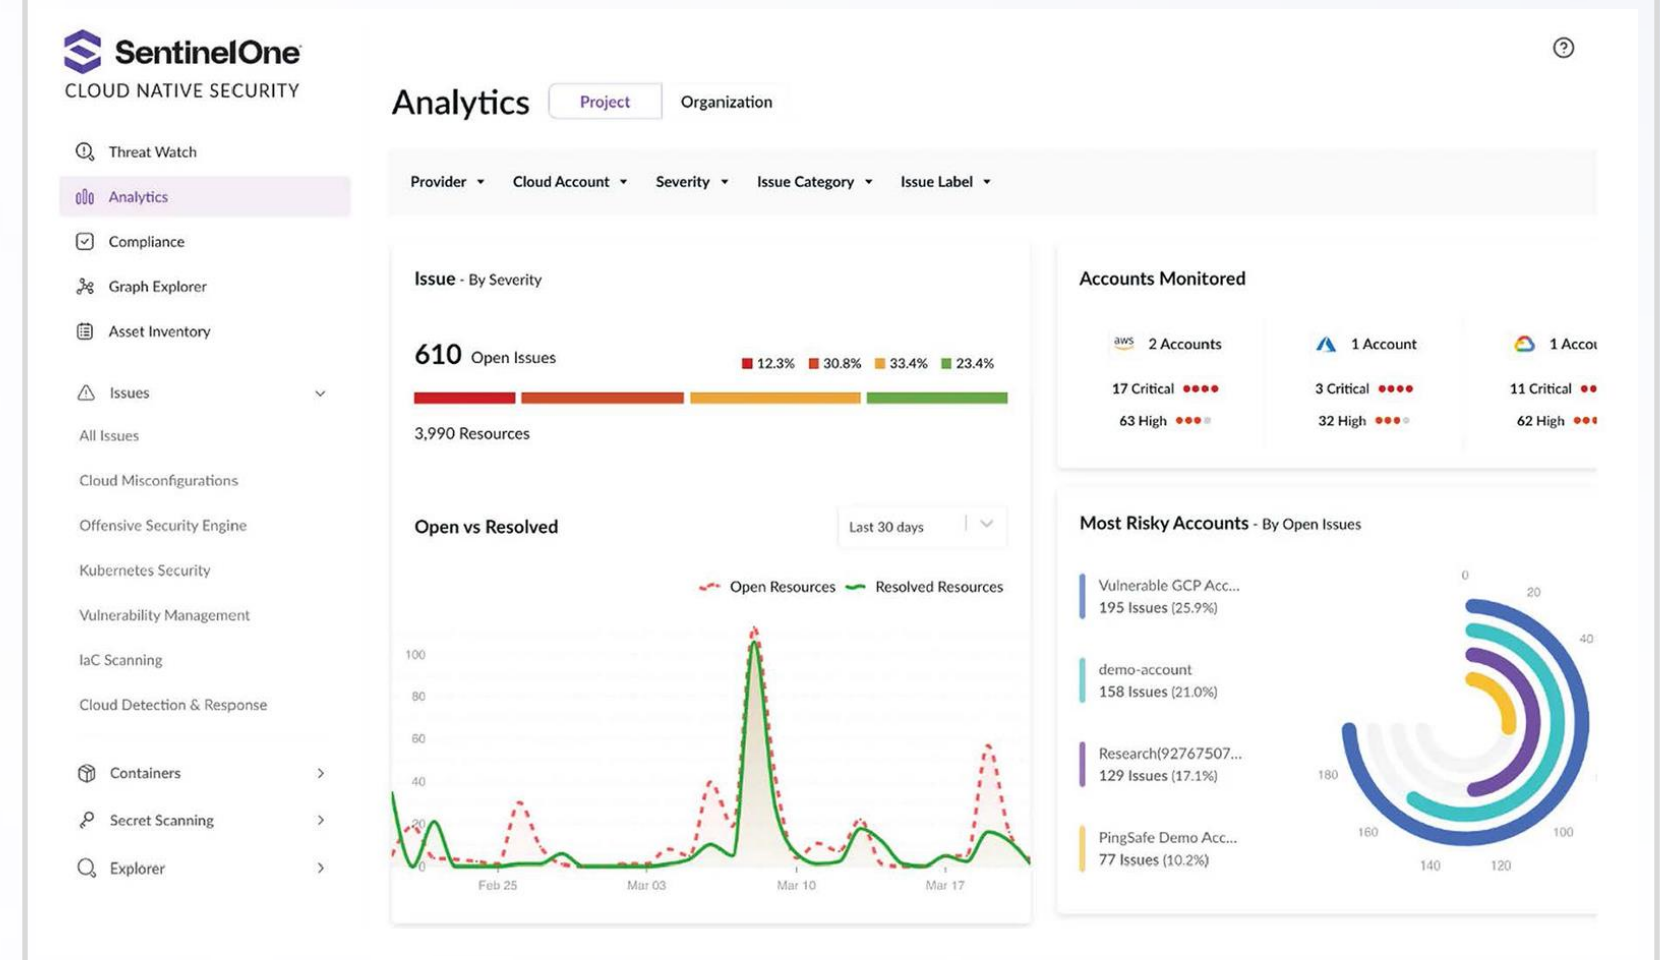 SentinelOne
CLOUD NATIVE SECURITY
Threat Watch
Analytics
Compliance
Graph Explorer
Asset Inventory
Issues
All Issues
Cloud Misconfigurations
Offensive Security Engine
Kubernetes Security
Vulnerability Management
IaC Scanning
Cloud Detection & Response
Containers
Secret Scanning
Explorer
Analytics Project Organization
Provider Cloud Account Severity Issue Category Issue Label
Issue - By Severity
610 Open Issues 12.3% 30.8% 33.4% 23.4%
3,990 Resources
Open vs Resolved Last 30 days
Open Resources Resolved Resources
100
80
60
40
20
0
Feb 25 Mar 03 Mar 10 Mar 17
Accounts Monitored
aws 2 Accounts 1 Account 1 Accou
17 Critical 3 Critical 11 Critical
63 High 32 High 62 High
Most Risky Accounts - By Open Issues
Vulnerable GCP Acc...
195 Issues (25.9%)
demo-account
158 Issues (21.0%)
Research(92767507...
129 Issues (17.1%)
PingSafe Demo Acc...
77 Issues (10.2%)
0
20
40
100
120
140
160
180